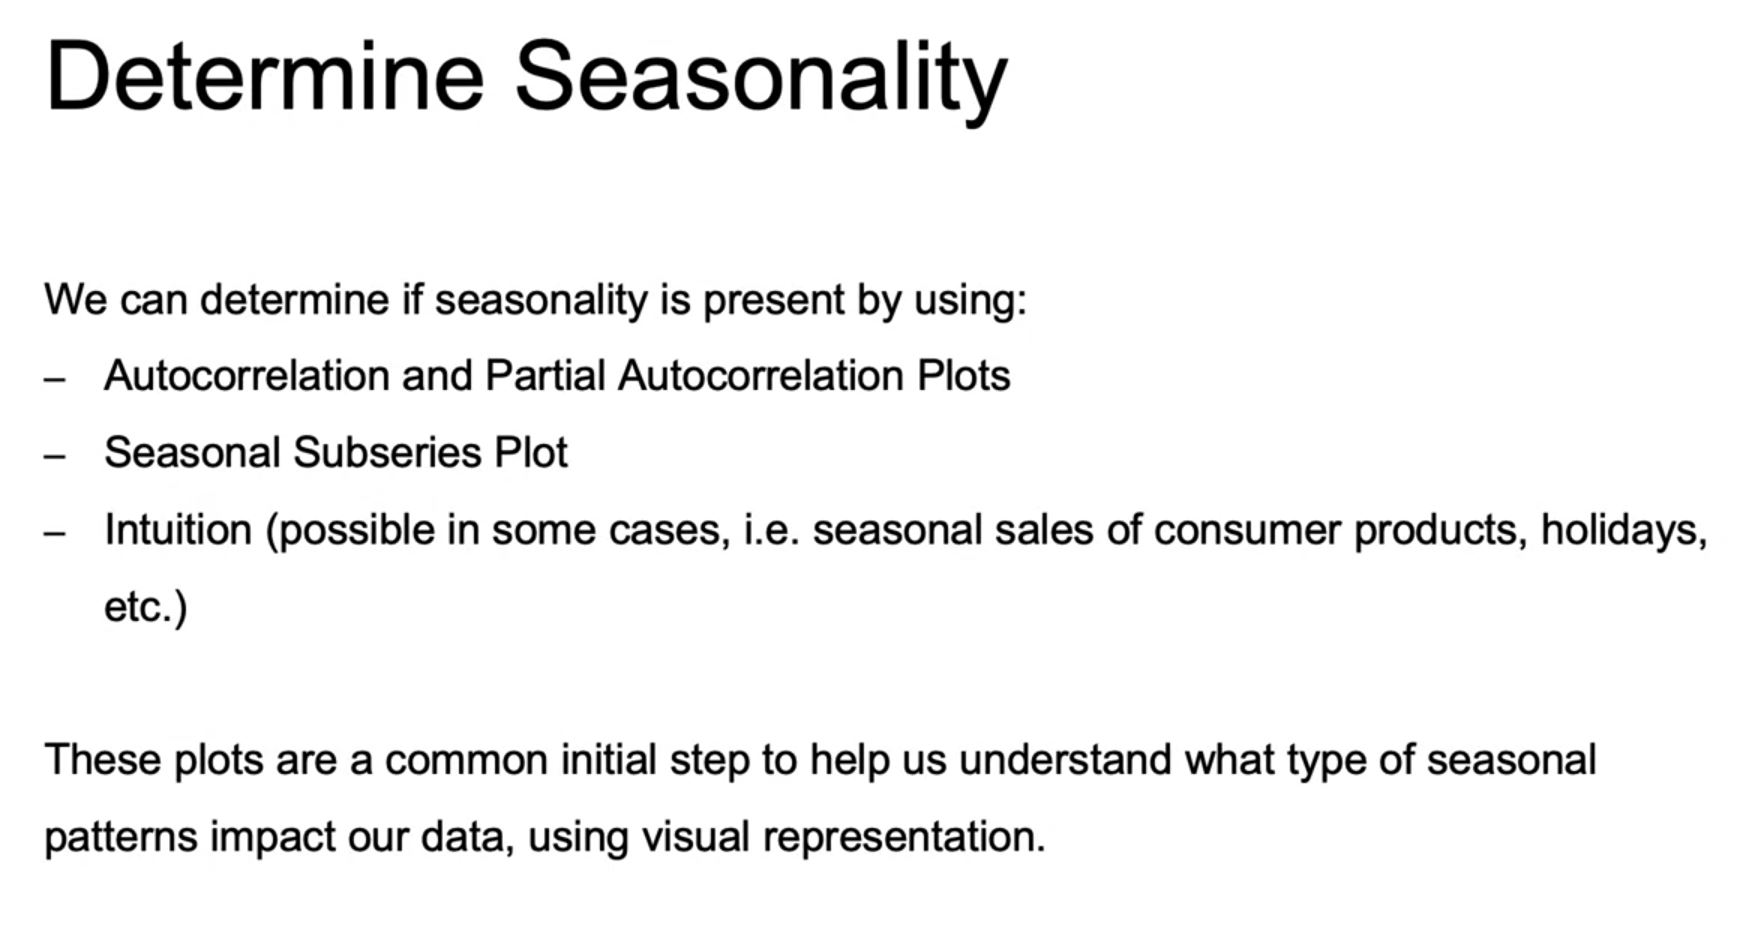 Determine Seasonality
We can determine if seasonality is present by using:
– Autocorrelation and Partial Autocorrelation Plots
– Seasonal Subseries Plot
– Intuition (possible in some cases, i.e. seasonal sales of consumer products, holidays,
etc.)
These plots are a common initial step to help us understand what type of seasonal
patterns impact our data, using visual representation.